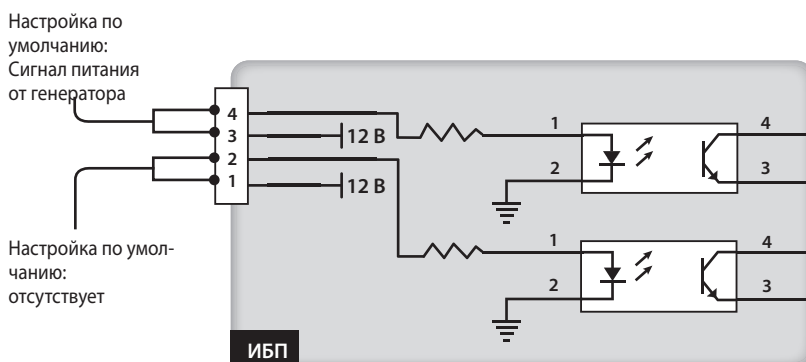 Настройка по
умолчанию:
Сигнал питания
от генератора
4
3
2
1
12 В
12 В
1
2
4
3
1
2
4
3
Настройка по умол-
чанию:
отсутствует
ИБП